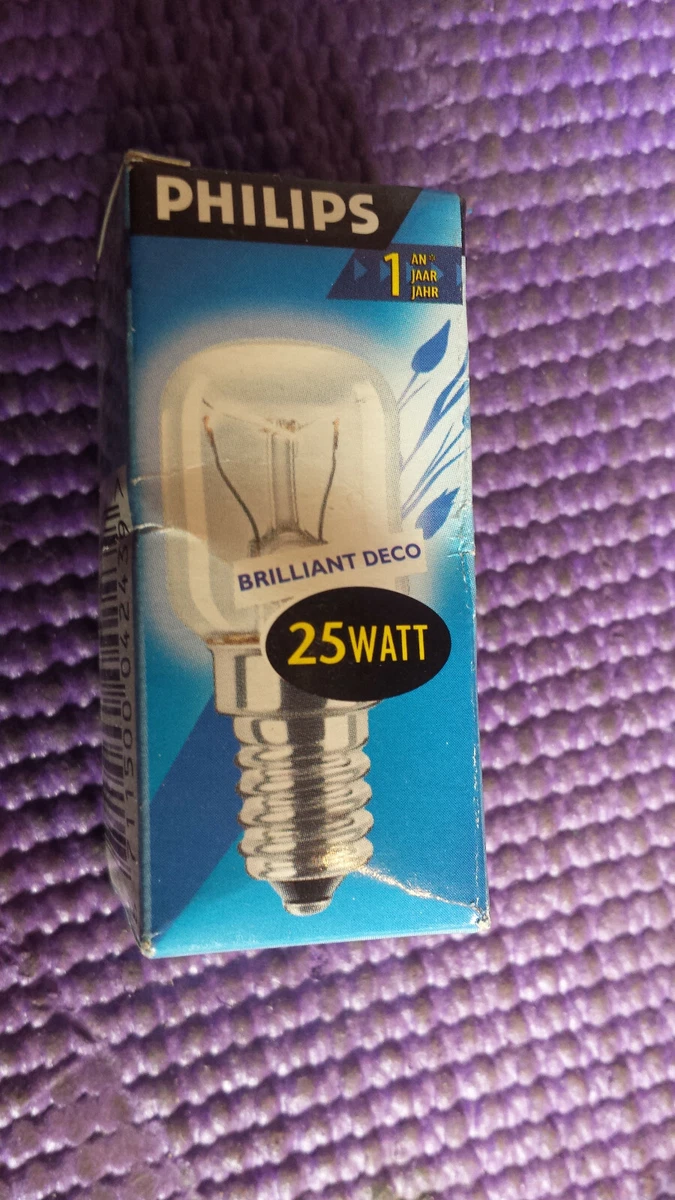 PHILIPS
1 AN*
JAAR
JAHR
BRILLIANT DECO
25WATT